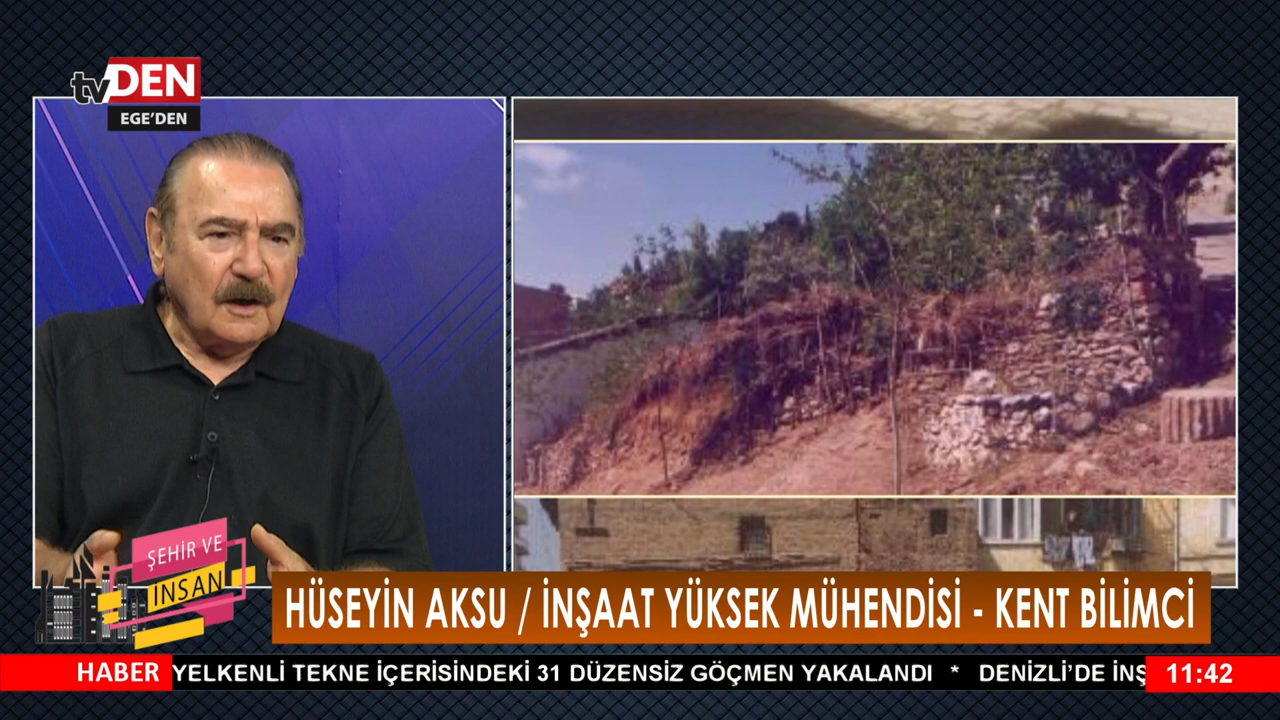 tvDEN
EGE'DEN
ŞEHİR VE
İNSAN
HÜSEYİN AKSU / İNŞAAT YÜKSEK MÜHENDİSİ - KENT BİLİMCİ
HABER YELKENLİ TEKNE İÇERİSİNDEKİ 31 DÜZENSİZ GÖÇMEN YAKALANDI * DENİZLİ'DE İNŞ 11:42